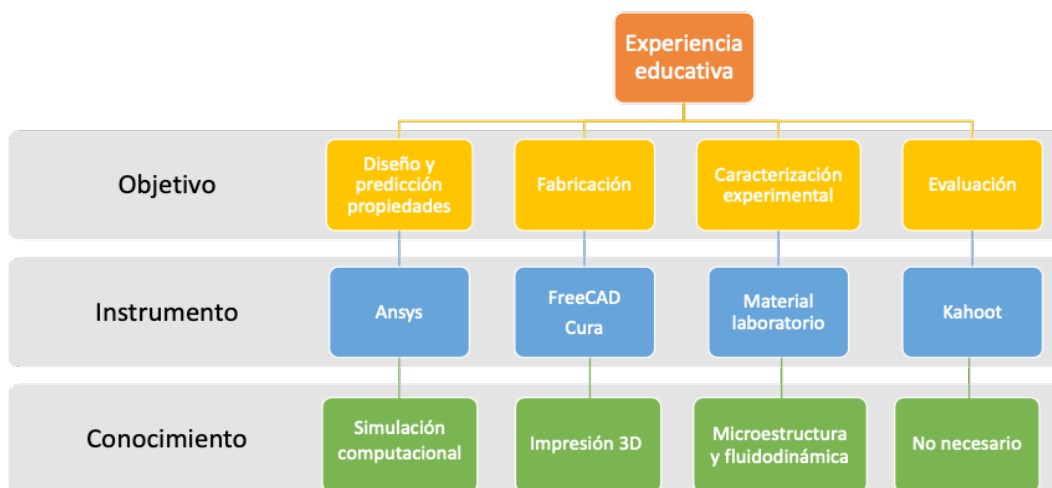 Experiencia
educativa
Objetivo
Diseño y
predicción
propiedades
Fabricación
Caracterización
experimental
Evaluación
Instrumento
Ansys
FreeCAD
Cura
Material
laboratorio
Kahoot
Conocimiento
Simulación
computacional
Impresión 3D
Microestructura
y fluidodinámica
No necesario